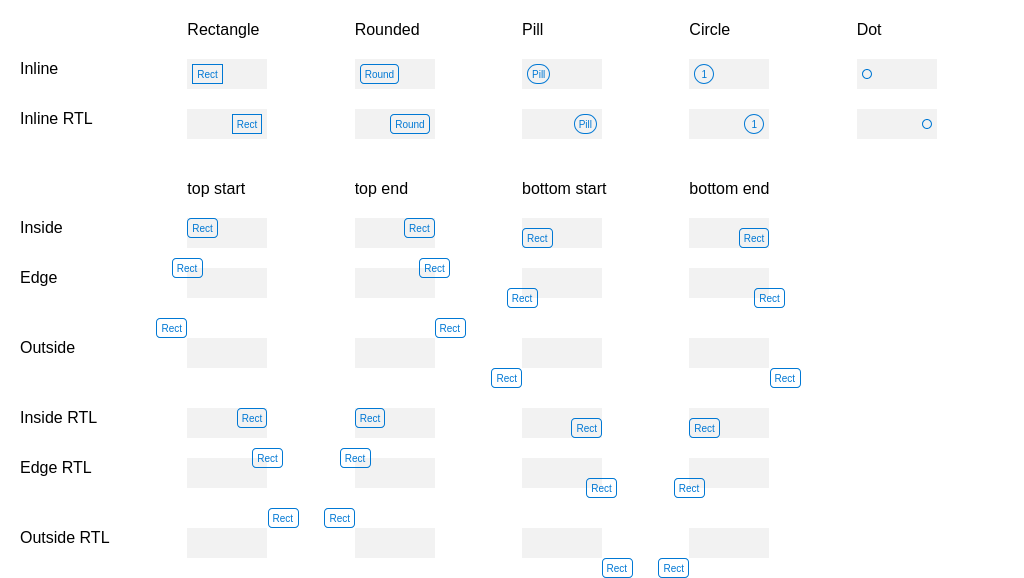 Rectangle Rounded Pill Circle Dot
Inline Rect Round Pill 1
Inline RTL Rect Round Pill 1
top start top end bottom start bottom end
Inside Rect Rect Rect Rect
Edge Rect Rect Rect Rect
Outside Rect Rect Rect Rect
Inside RTL Rect Rect Rect Rect
Edge RTL Rect Rect Rect Rect
Outside RTL Rect Rect Rect Rect